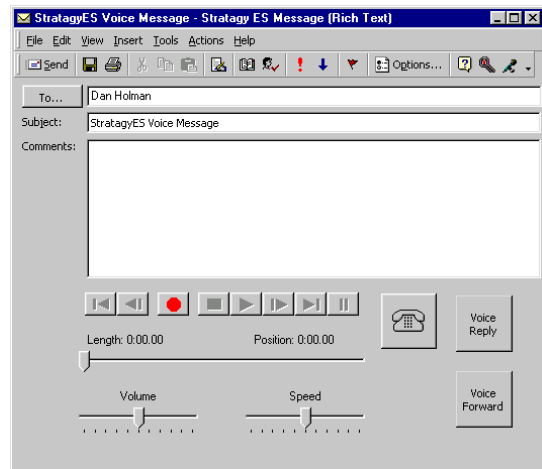 StratagyES Voice Message - Stratagy ES Message (Rich Text)
File Edit View Insert Tools Actions Help
Send Options...
To... Dan Holman
Subject: StratagyES Voice Message
Comments:
Length: 0:00.00 Position: 0:00.00
Voice
Reply
Volume Speed
Voice
Forward